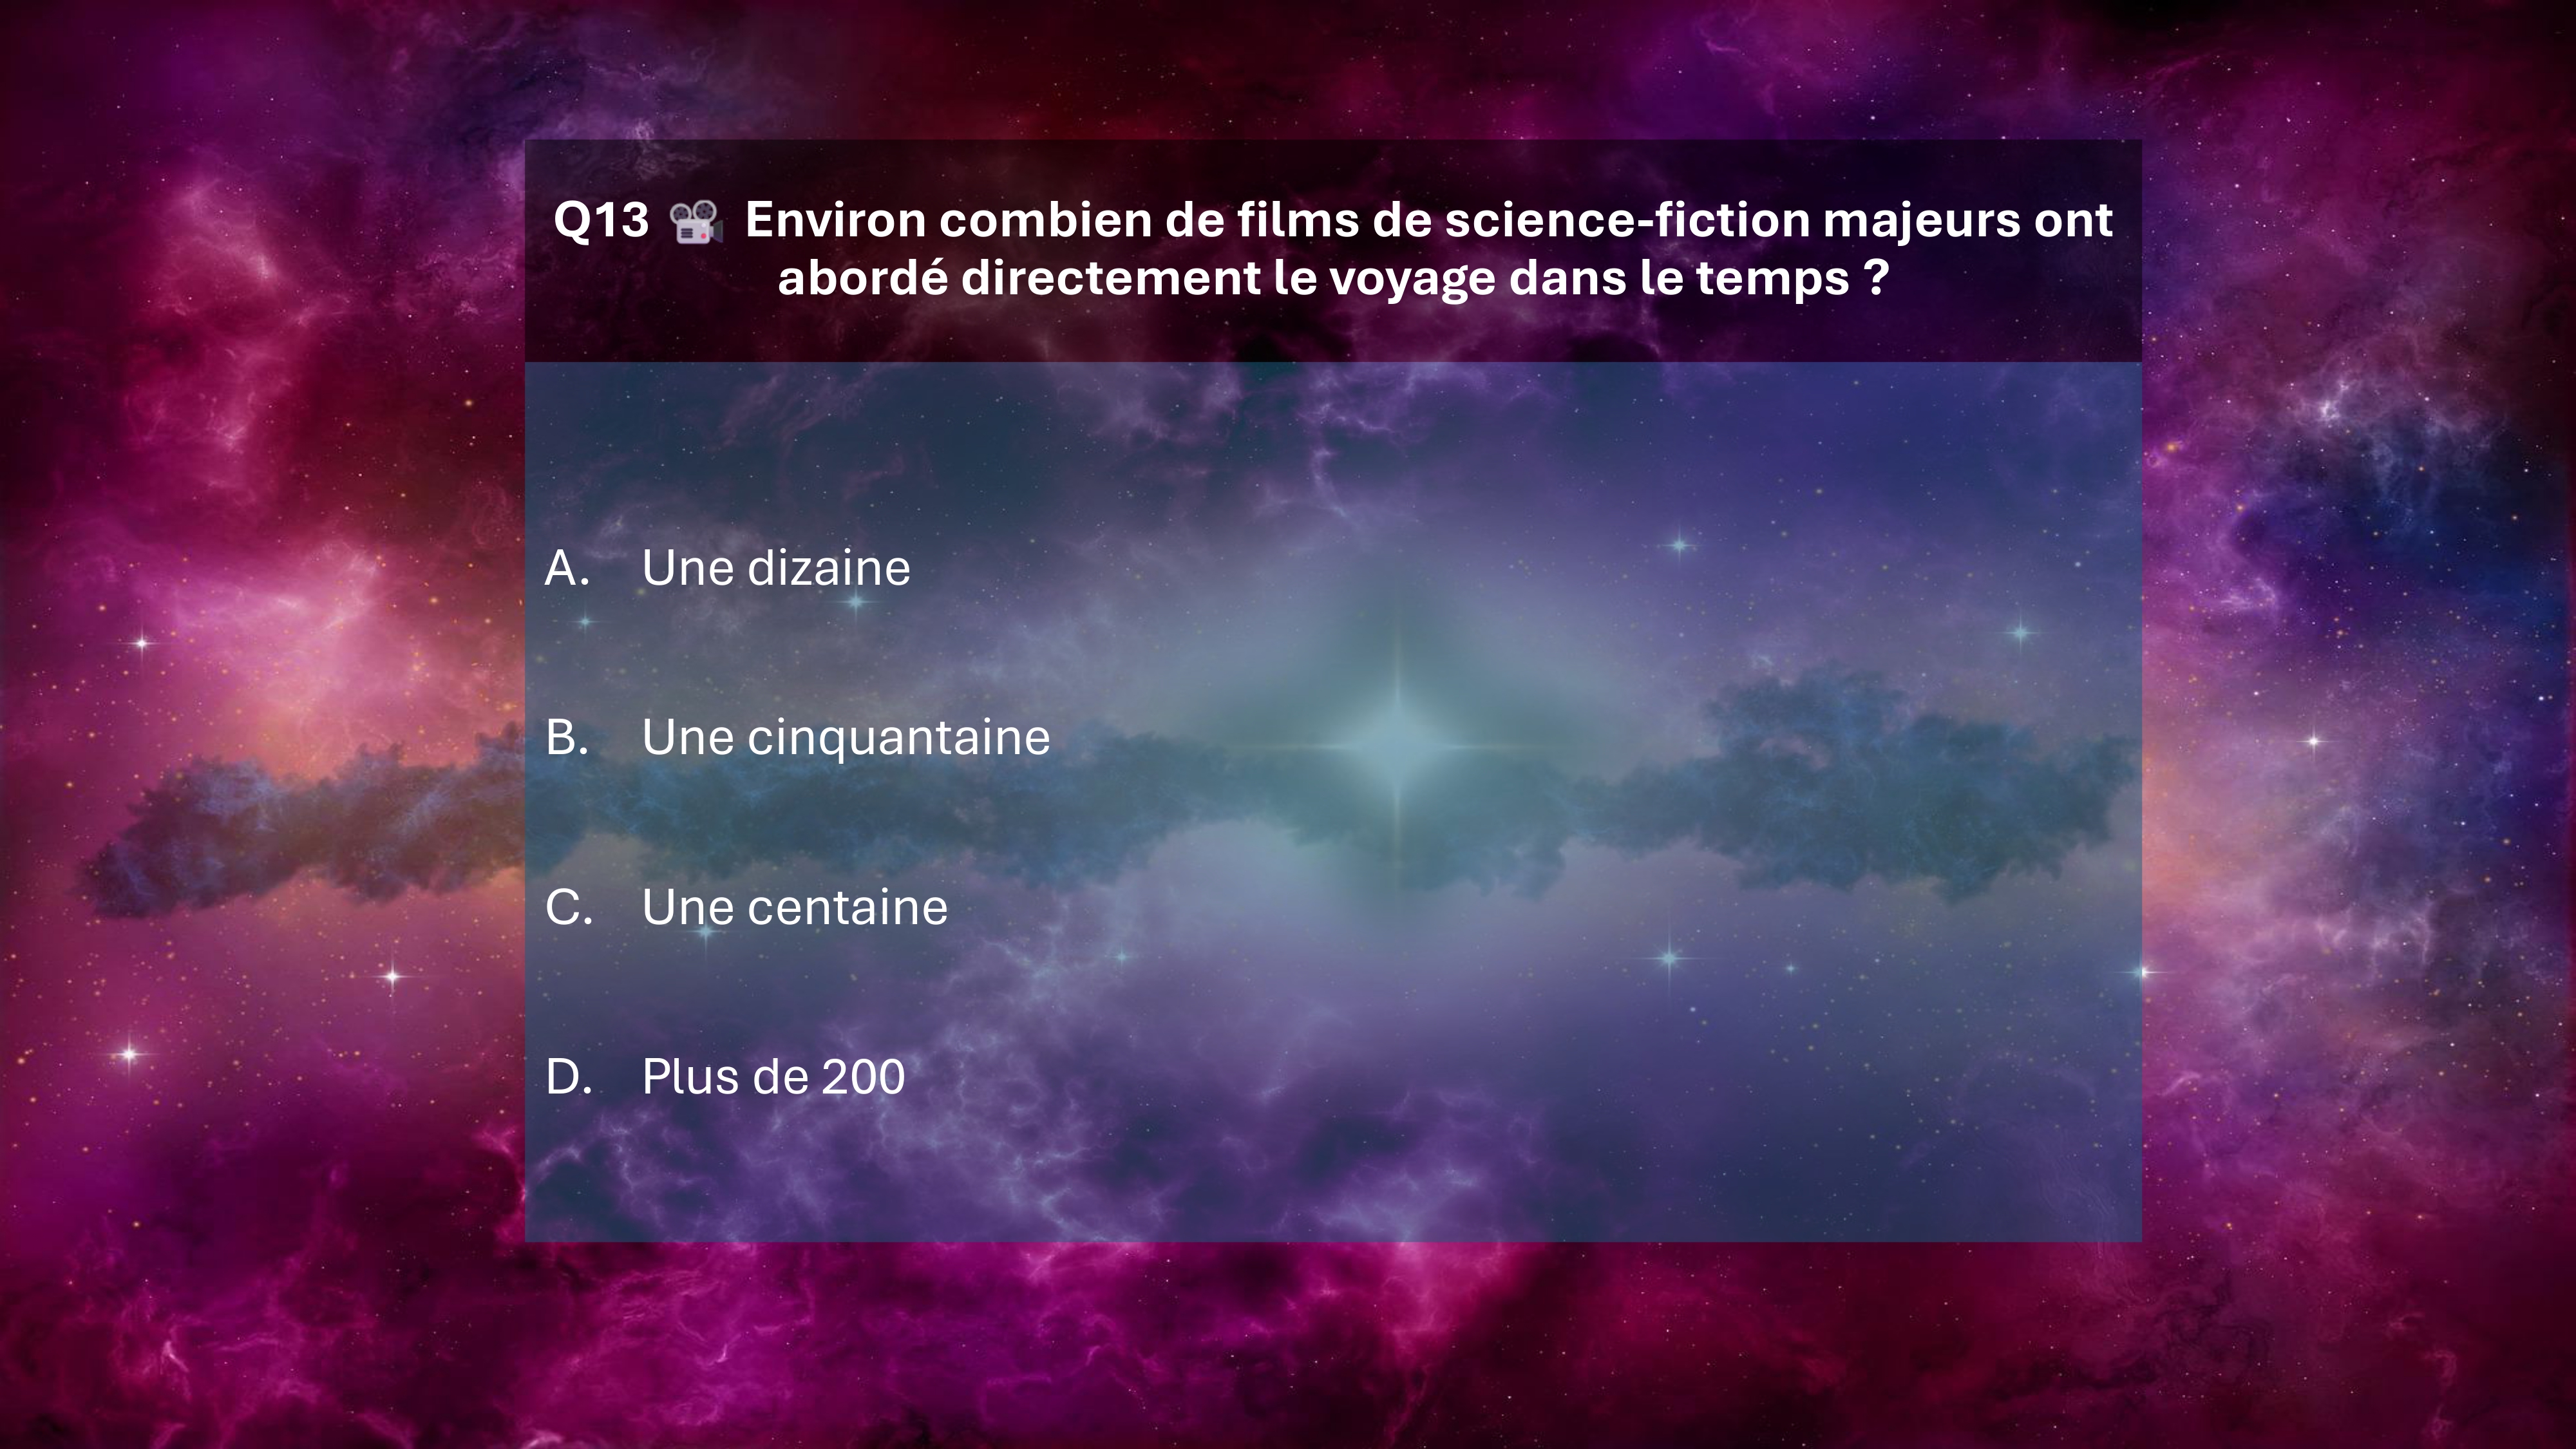 Q13 🎥 Environ combien de films de science-fiction majeurs ont
abordé directement le voyage dans le temps ?
A. Une dizaine
B. Une cinquantaine
C. Une centaine
D. Plus de 200